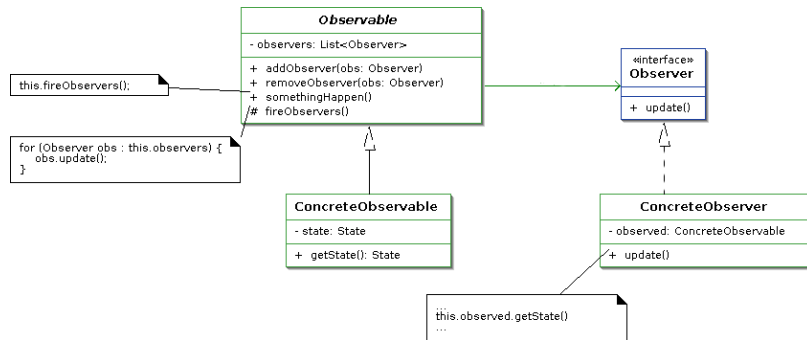 Observable
- observers: List<Observer>
+ addObserver(obs: Observer)
+ removeObserver(obs: Observer)
+ somethingHappen()
# fireObservers()
«interface»
Observer
+ update()
this.fireObservers();
for (Observer obs : this.observers) {
obs.update();
}
ConcreteObservable
- state: State
+ getState(): State
ConcreteObserver
- observed: ConcreteObservable
+ update()
...
this.observed.getState()
...